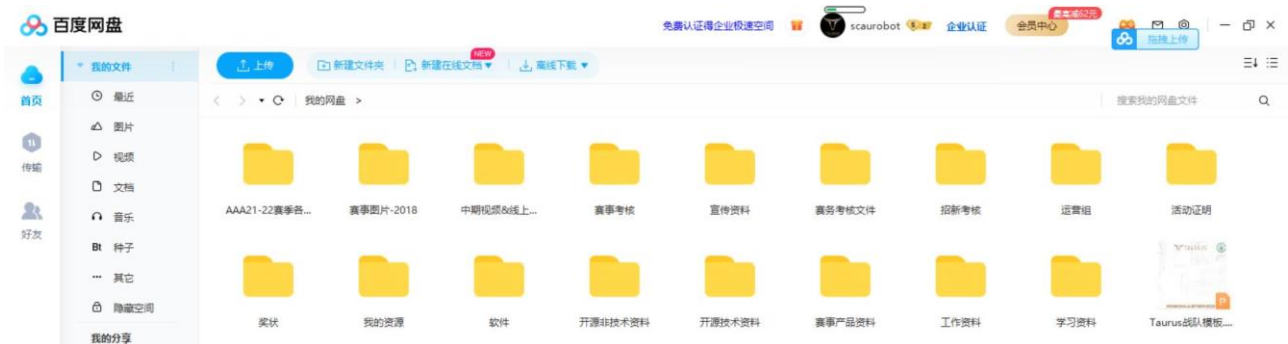 百度网盘
免费认证得企业极速空间
scaurobot
企业认证
会员中心
最高减62元
拖拽上传
首页
传输
好友
我的文件
最近
图片
视频
文档
音乐
Bt 种子
其它
隐藏空间
我的分享
上传
新建文件夹
新建在线文档
NEW
离线下载
我的网盘 >
搜索我的网盘文件
AAA21-22赛季各...
赛事图片-2018
中期视频&线上...
赛事考核
宣传资料
赛务考核文件
招新考核
运营组
活动证明
奖状
我的资源
软件
开源非技术资料
开源技术资料
赛事产品资料
工作资料
学习资料
Taurus战队模板....